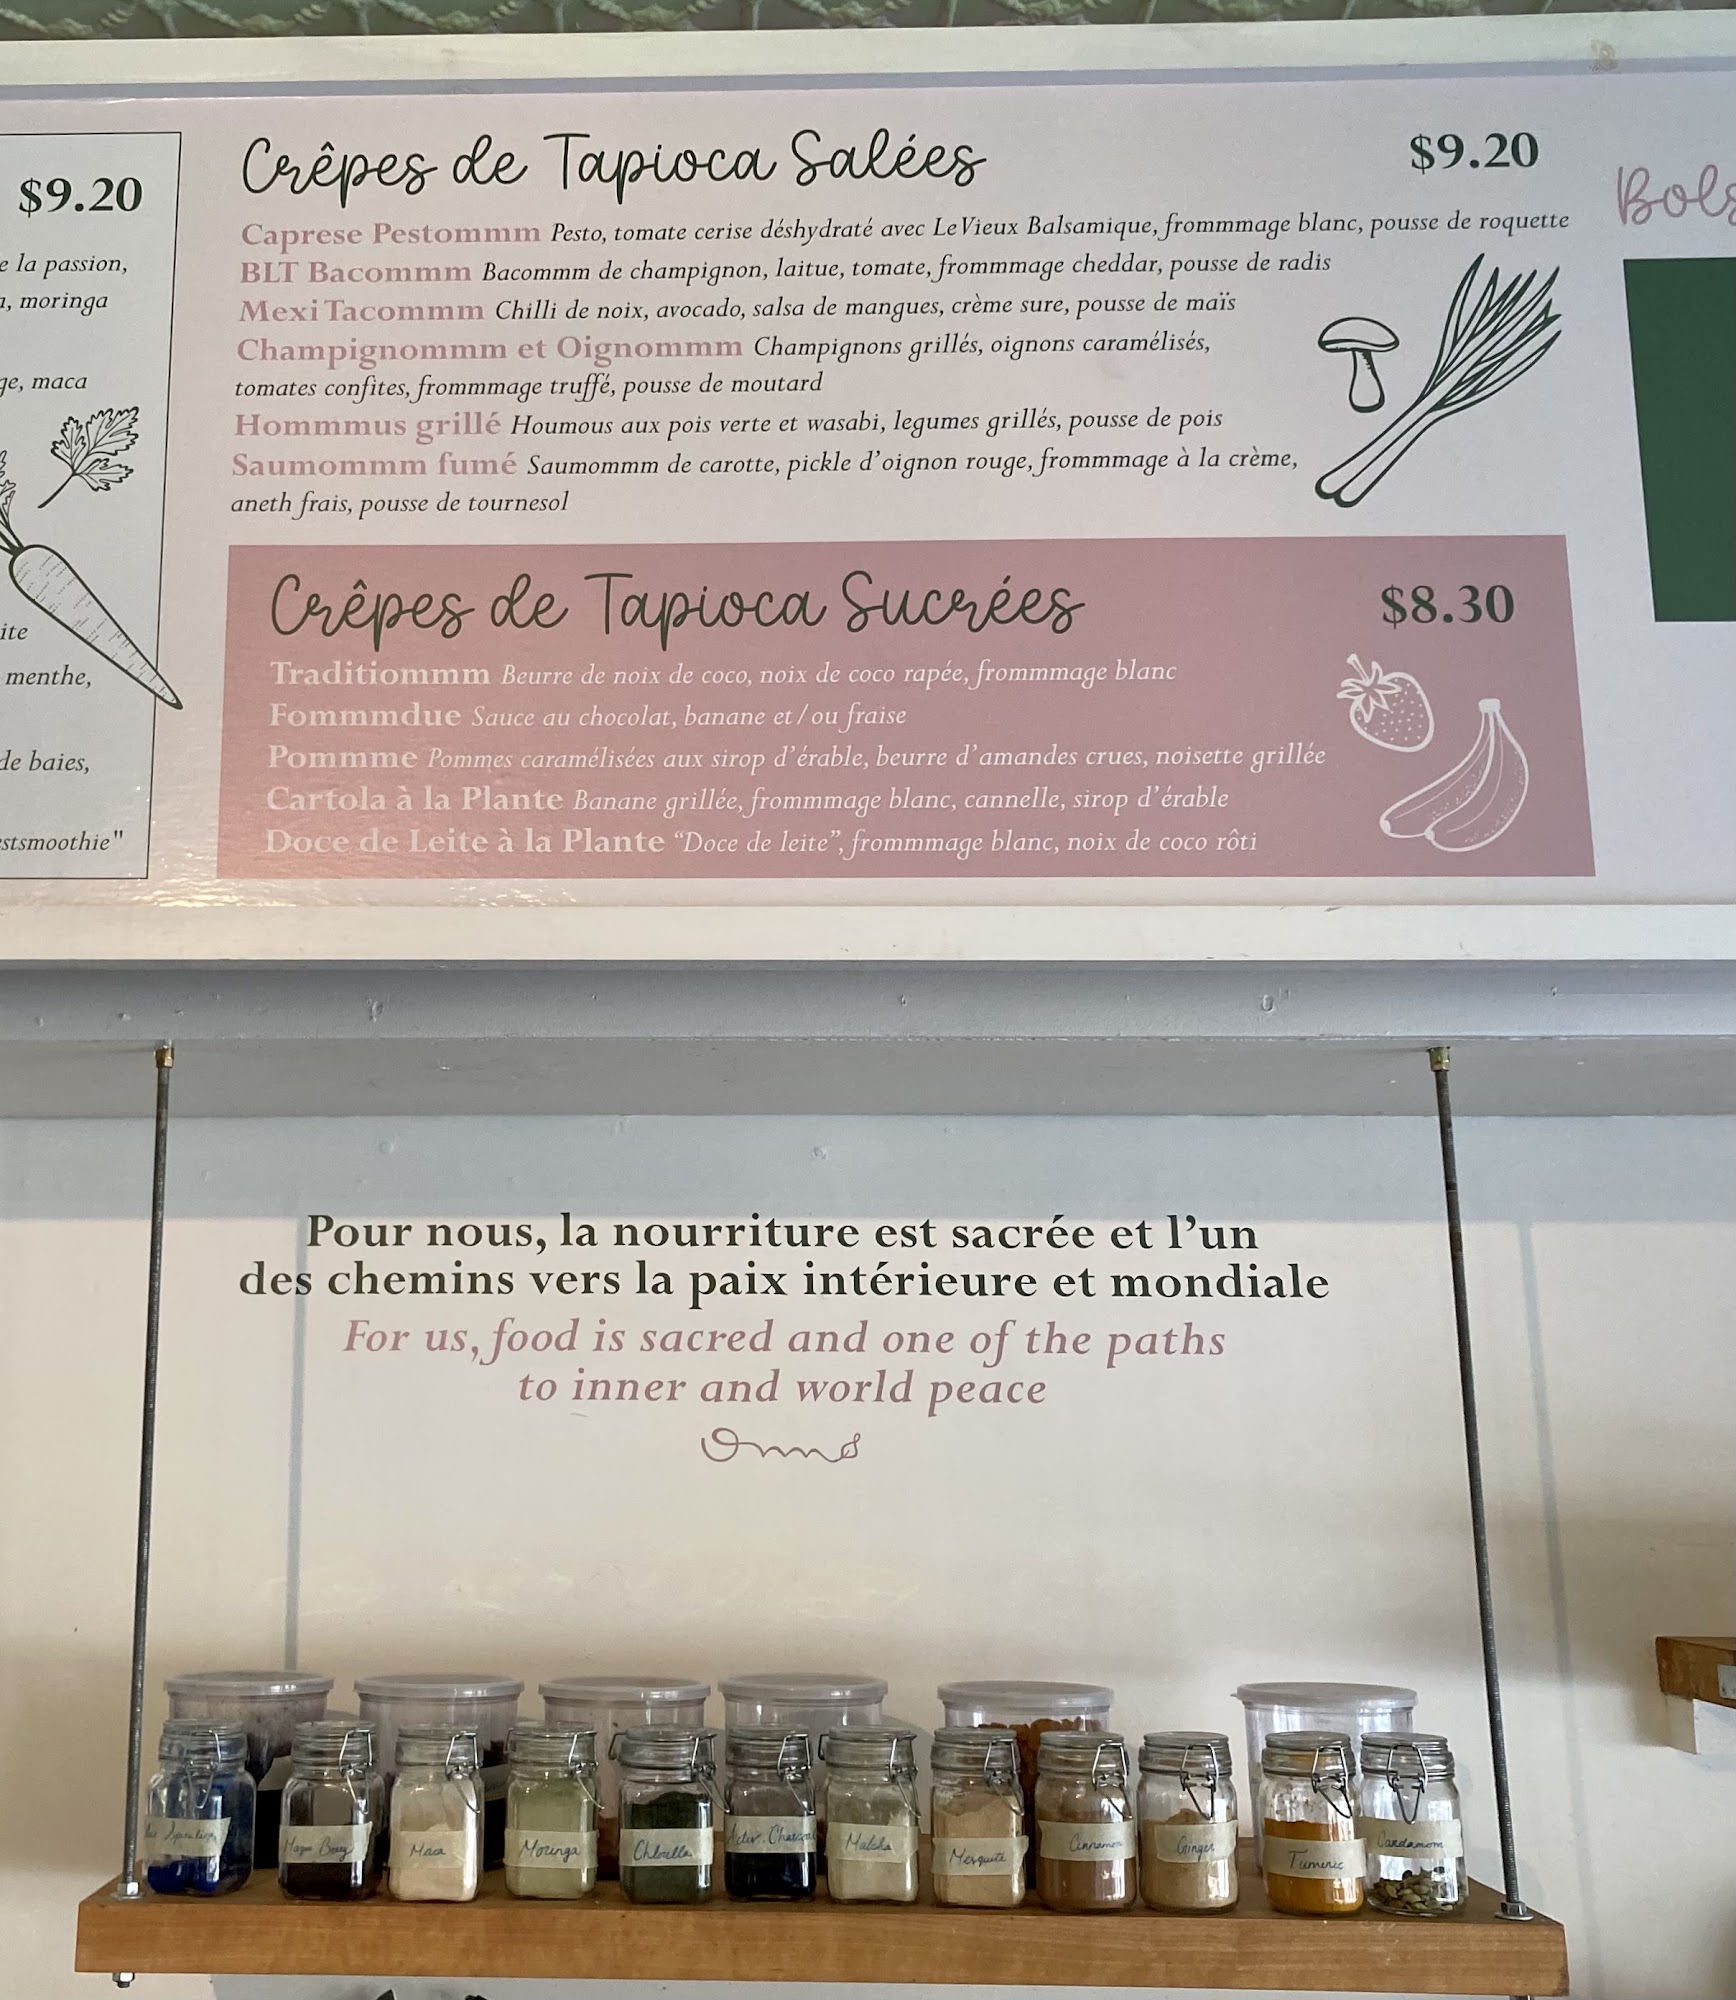 $9.20
e la passion,
a, moringa
ge, maca
ite
menthe,
de baies,
stsmoothie"
Crêpes de Tapioca Salées $9.20
Caprese Pestommm Pesto, tomate cerise déshydraté avec Le Vieux Balsamique, frommmage blanc, pousse de roquette
BLT Bacommm Bacommm de champignon, laitue, tomate, frommmage cheddar, pousse de radis
Mexi Tacommm Chilli de noix, avocado, salsa de mangues, crème sure, pousse de maïs
Champignommm et Oignommm Champignons grillés, oignons caramélisés,
tomates confites, frommmage truffé, pousse de moutard
Hommmus grillé Houmous aux pois verte et wasabi, legumes grillés, pousse de pois
Saumommm fumé Saumommm de carotte, pickle d'oignon rouge, frommmage à la crème,
aneth frais, pousse de tournesol
Crêpes de Tapioca Sucrées $8.30
Traditiommm Beurre de noix de coco, noix de coco rapée, frommmage blanc
Fommmdue Sauce au chocolat, banane et/ou fraise
Pommme Pommes caramélisées aux sirop d'érable, beurre d'amandes crues, noisette grillée
Cartola à la Plante Banane grillée, frommmage blanc, cannelle, sirop d'érable
Doce de Leite à la Plante “Doce de leite”, frommmage blanc, noix de coco rôti
Bols
Pour nous, la nourriture est sacrée et l'un
des chemins vers la paix intérieure et mondiale
For us, food is sacred and one of the paths
to inner and world peace
Maca
Moringa
Chlorella
Activ. Charcoal
Matcha
Mesquite
Cinnamon
Ginger
Tumeric
Cardamom